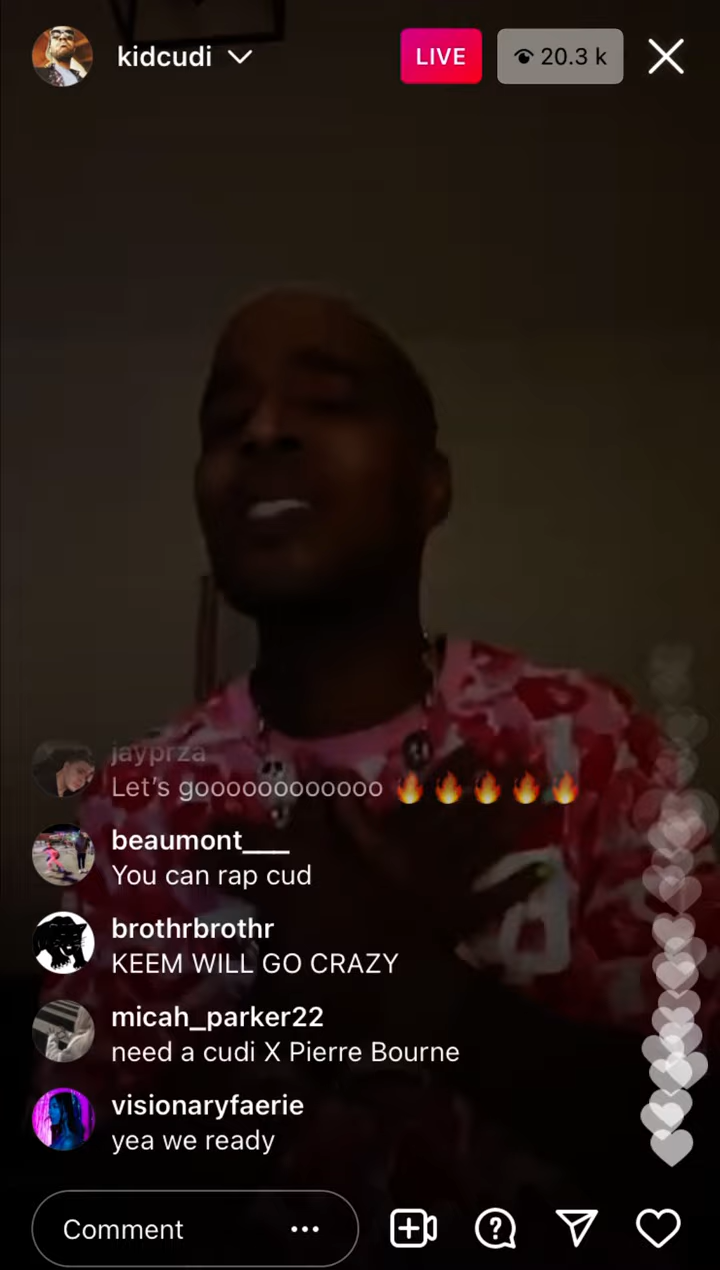 kidcudi
LIVE
20.3 k
jayprza
Let’s goooooooooooo 🔥 🔥 🔥 🔥 🔥
beaumont___
You can rap cud
brothrbrothr
KEEM WILL GO CRAZY
micah_parker22
need a cudi X Pierre Bourne
visionaryfaerie
yea we ready
Comment